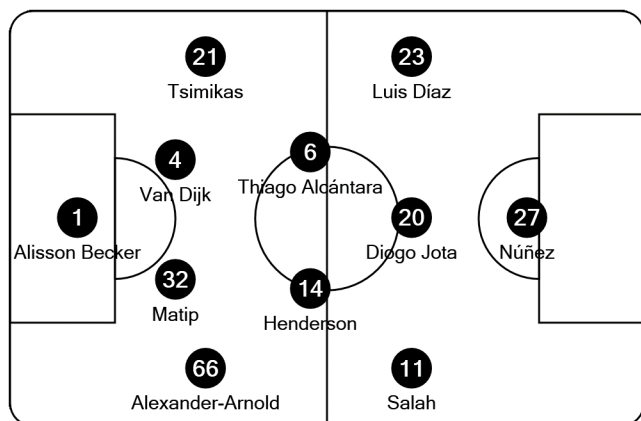 21
Tsimikas
23
Luis Díaz
4
Van Dijk
6
Thiago Alcántara
1
Alisson Becker
20
Diogo Jota
27
Núñez
32
Matip
14
Henderson
66
Alexander-Arnold
11
Salah